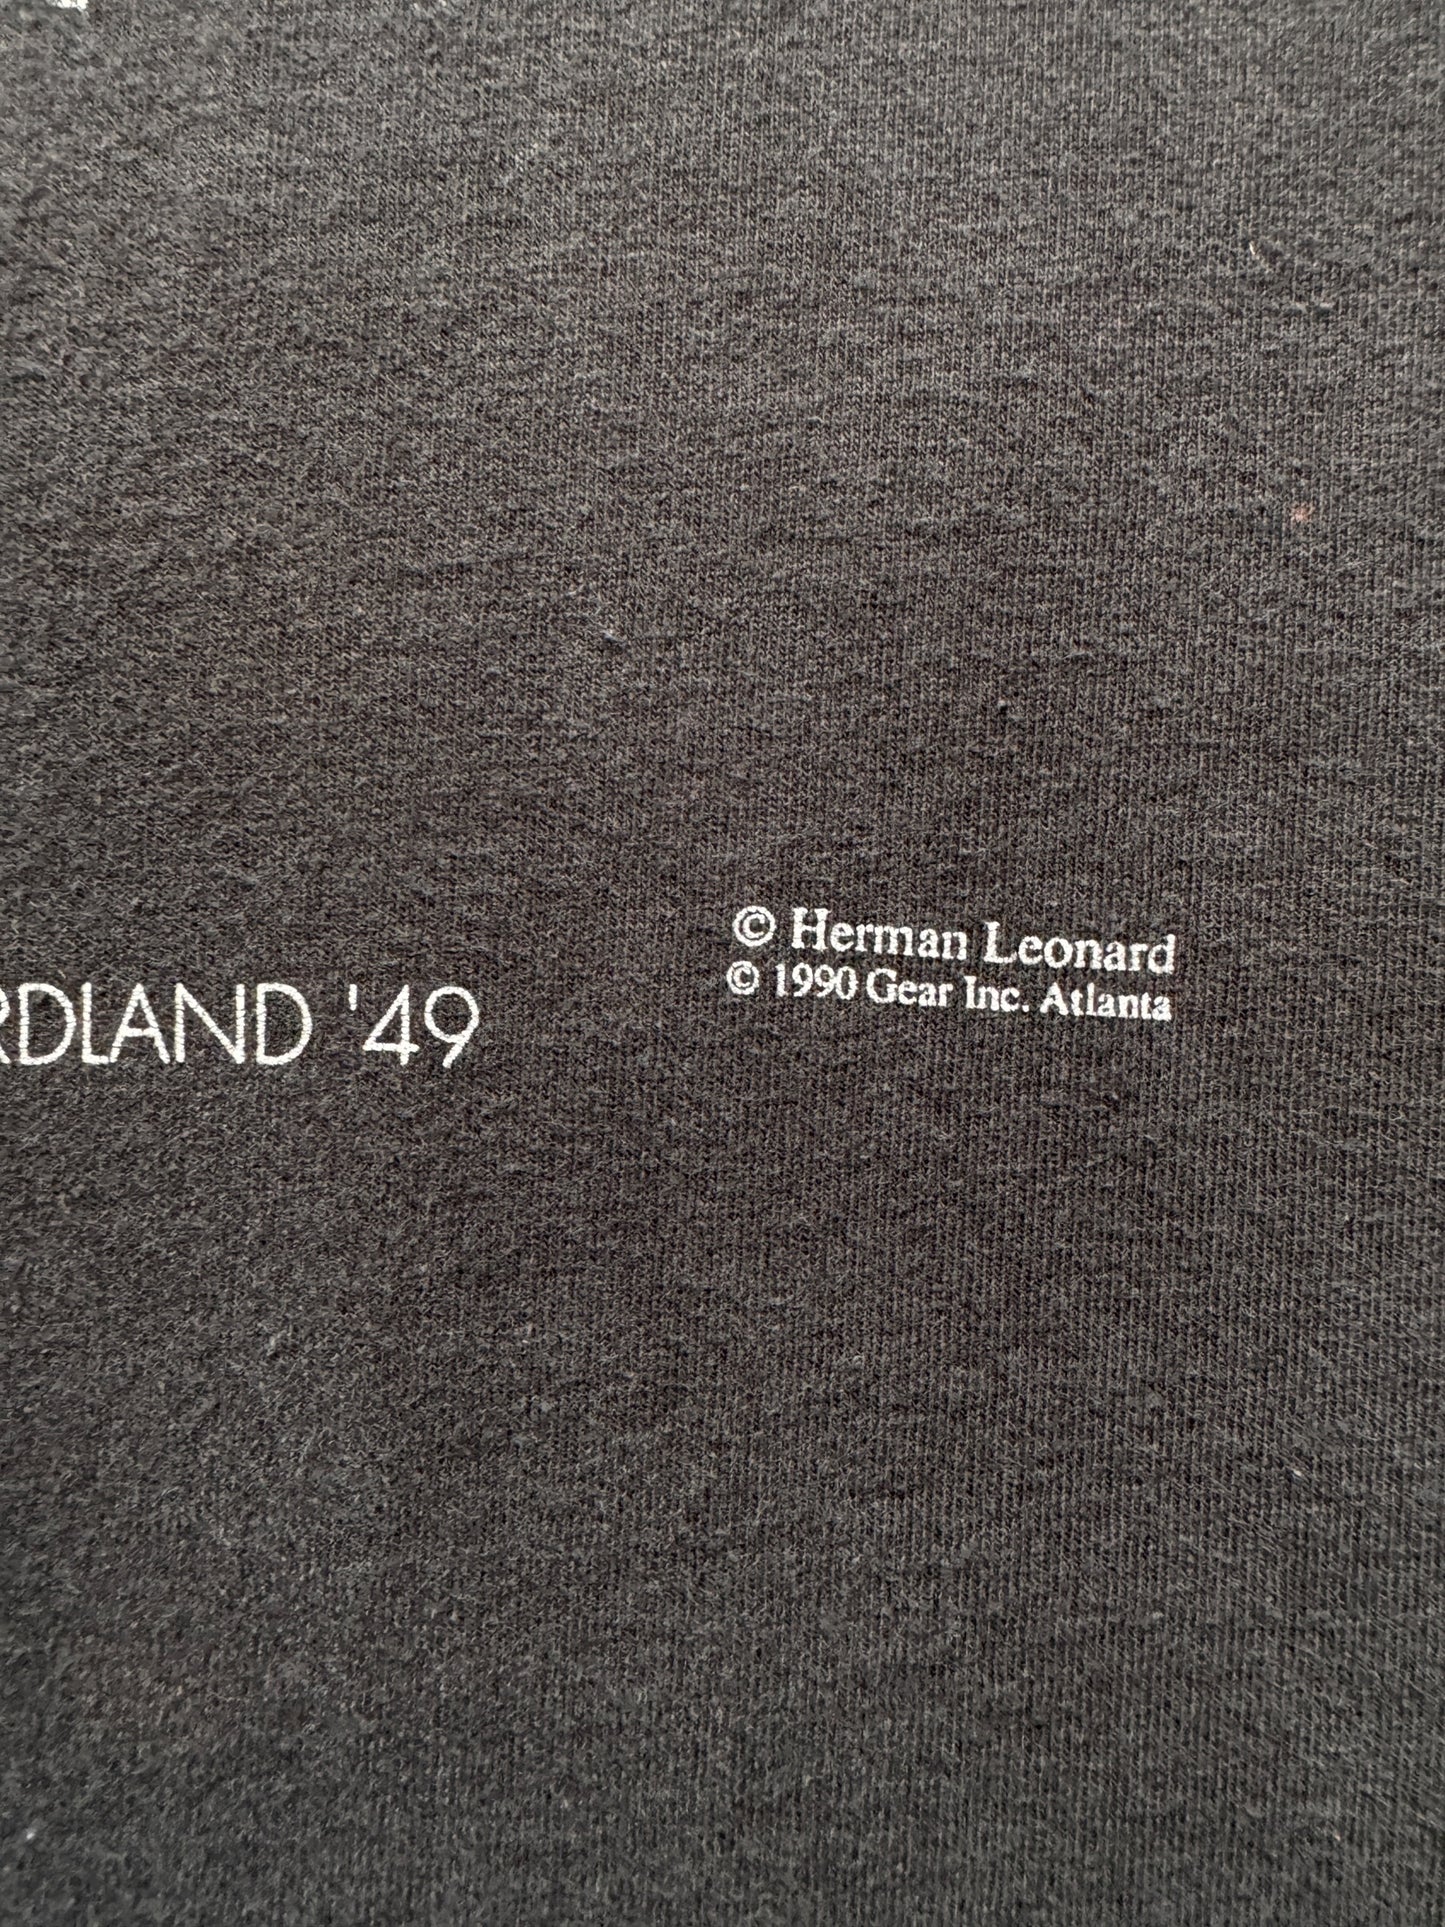 © Herman Leonard
© 1990 Gear Inc. Atlanta
RDLAND '49